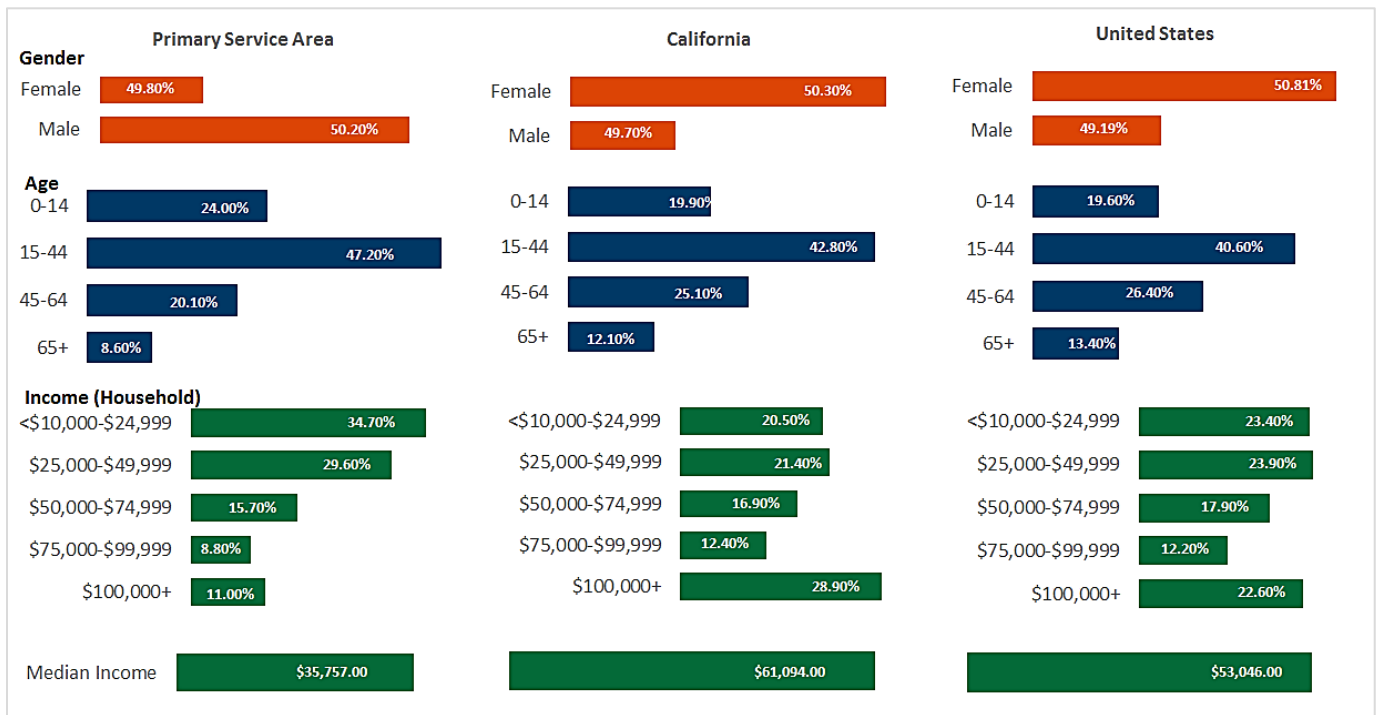 Primary Service Area
Gender
Female 49.80%
Male 50.20%
Age
0-14 24.00%
15-44 47.20%
45-64 20.10%
65+ 8.60%
Income (Household)
<$10,000-$24,999 34.70%
$25,000-$49,999 29.60%
$50,000-$74,999 15.70%
$75,000-$99,999 8.80%
$100,000+ 11.00%
Median Income $35,757.00
California
Female 50.30%
Male 49.70%
0-14 19.90%
15-44 42.80%
45-64 25.10%
65+ 12.10%
<$10,000-$24,999 20.50%
$25,000-$49,999 21.40%
$50,000-$74,999 16.90%
$75,000-$99,999 12.40%
$100,000+ 28.90%
$61,094.00
United States
Female 50.81%
Male 49.19%
0-14 19.60%
15-44 40.60%
45-64 26.40%
65+ 13.40%
<$10,000-$24,999 23.40%
$25,000-$49,999 23.90%
$50,000-$74,999 17.90%
$75,000-$99,999 12.20%
$100,000+ 22.60%
$53,046.00